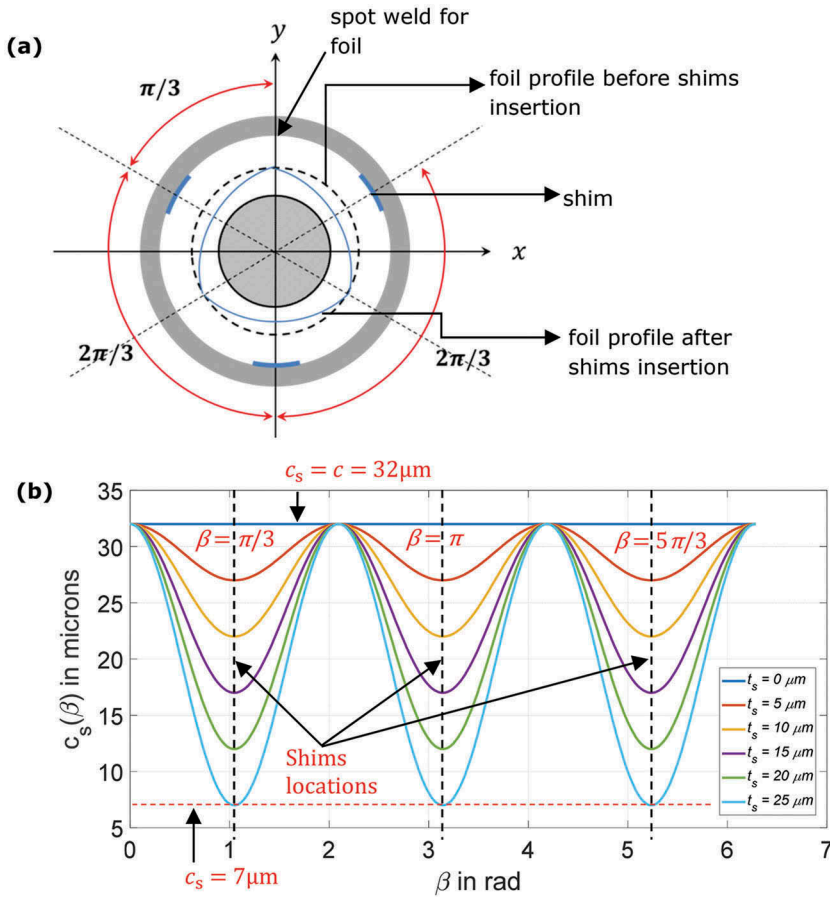 (a)
y
spot weld for
foil
foil profile before shims
insertion
π/3
shim
x
2π/3
2π/3
foil profile after
shims insertion
(b)
c_s = c = 32μm
35
30
25
20
15
10
5
β = π/3
β = π
β = 5π/3
c_s(β) in microns
Shims
locations
t_s = 0 μm
t_s = 5 μm
t_s = 10 μm
t_s = 15 μm
t_s = 20 μm
t_s = 25 μm
0 1 2 3 4 5 6 7
c_s = 7μm
β in rad